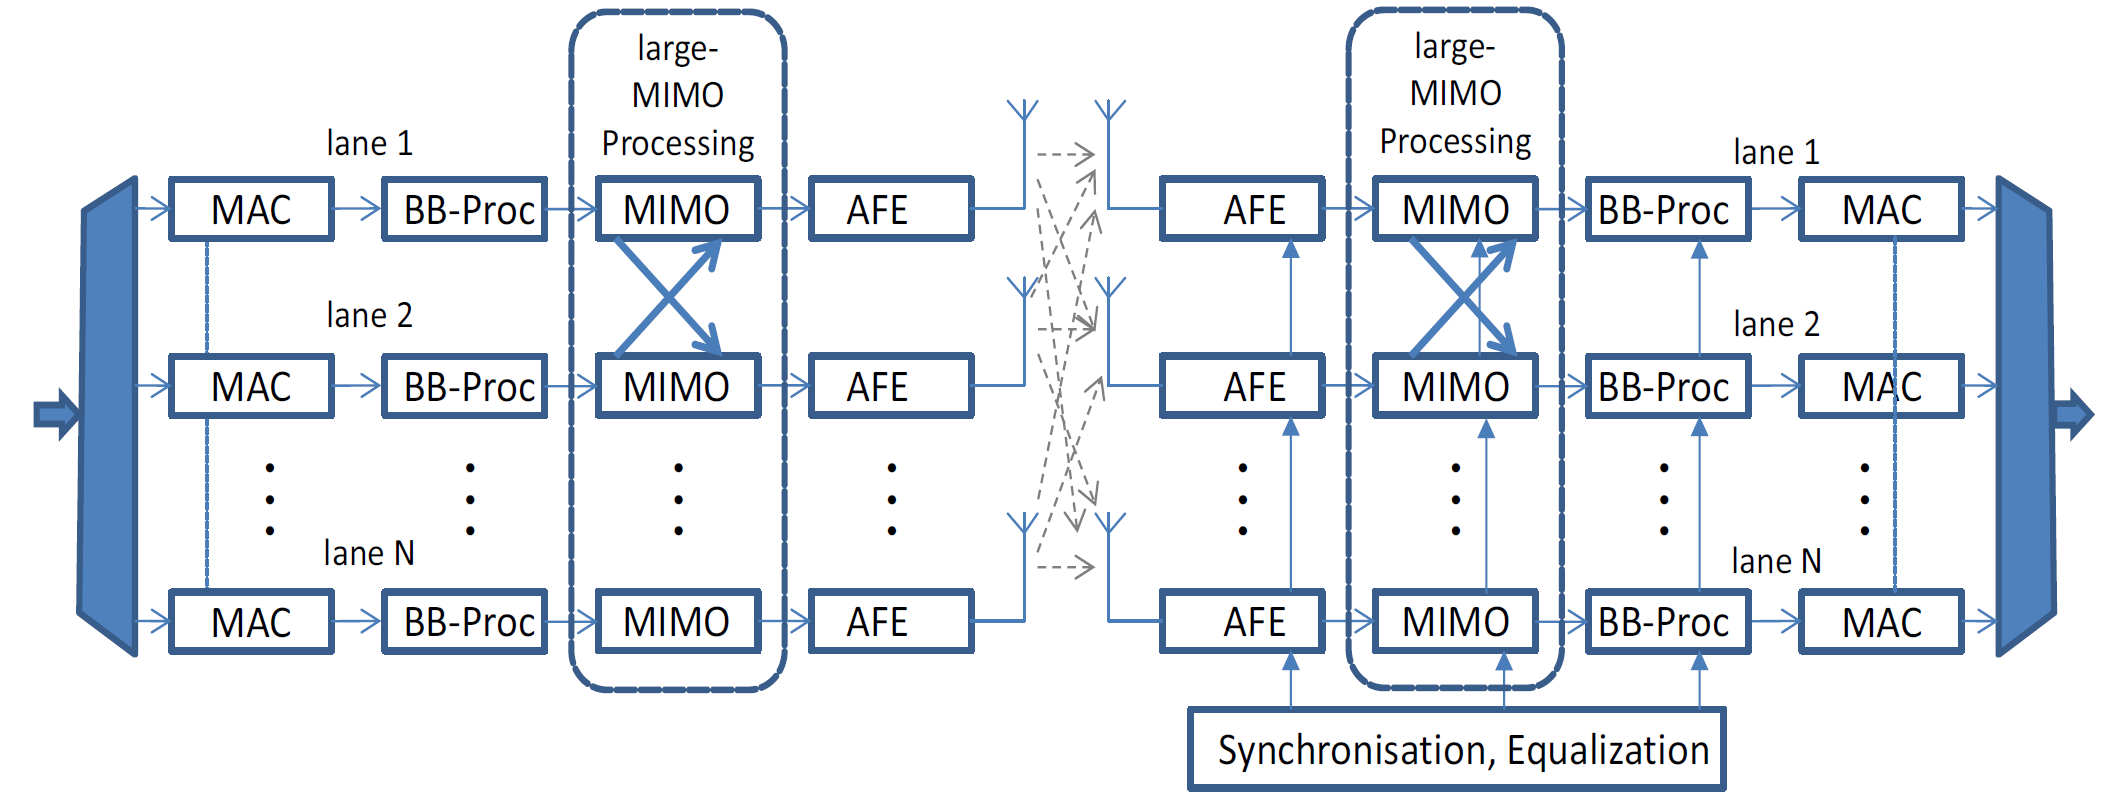 large-
MIMO
Processing
large-
MIMO
Processing
lane 1
lane 1
MAC
BB-Proc
MIMO
AFE
AFE
MIMO
BB-Proc
MAC
lane 2
lane 2
MAC
BB-Proc
MIMO
AFE
AFE
MIMO
BB-Proc
MAC
lane N
lane N
MAC
BB-Proc
MIMO
AFE
AFE
MIMO
BB-Proc
MAC
Synchronisation, Equalization